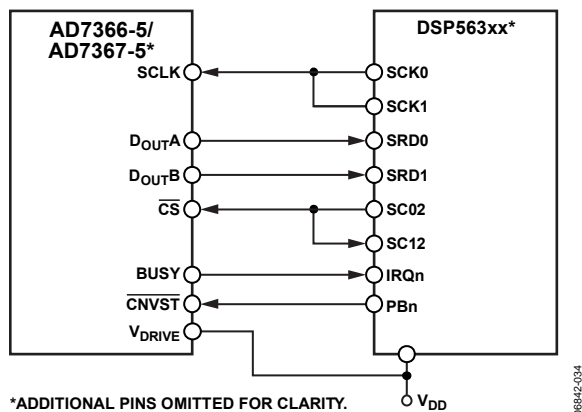 AD7366-5/
AD7367-5*
DSP563xx*
SCLK
SCK0
SCK1
DOUTA
SRD0
DOUTB
SRD1
CS
SC02
SC12
BUSY
IRQn
CNVST
PBn
VDRIVE
*ADDITIONAL PINS OMITTED FOR CLARITY.
VDD
06842-034